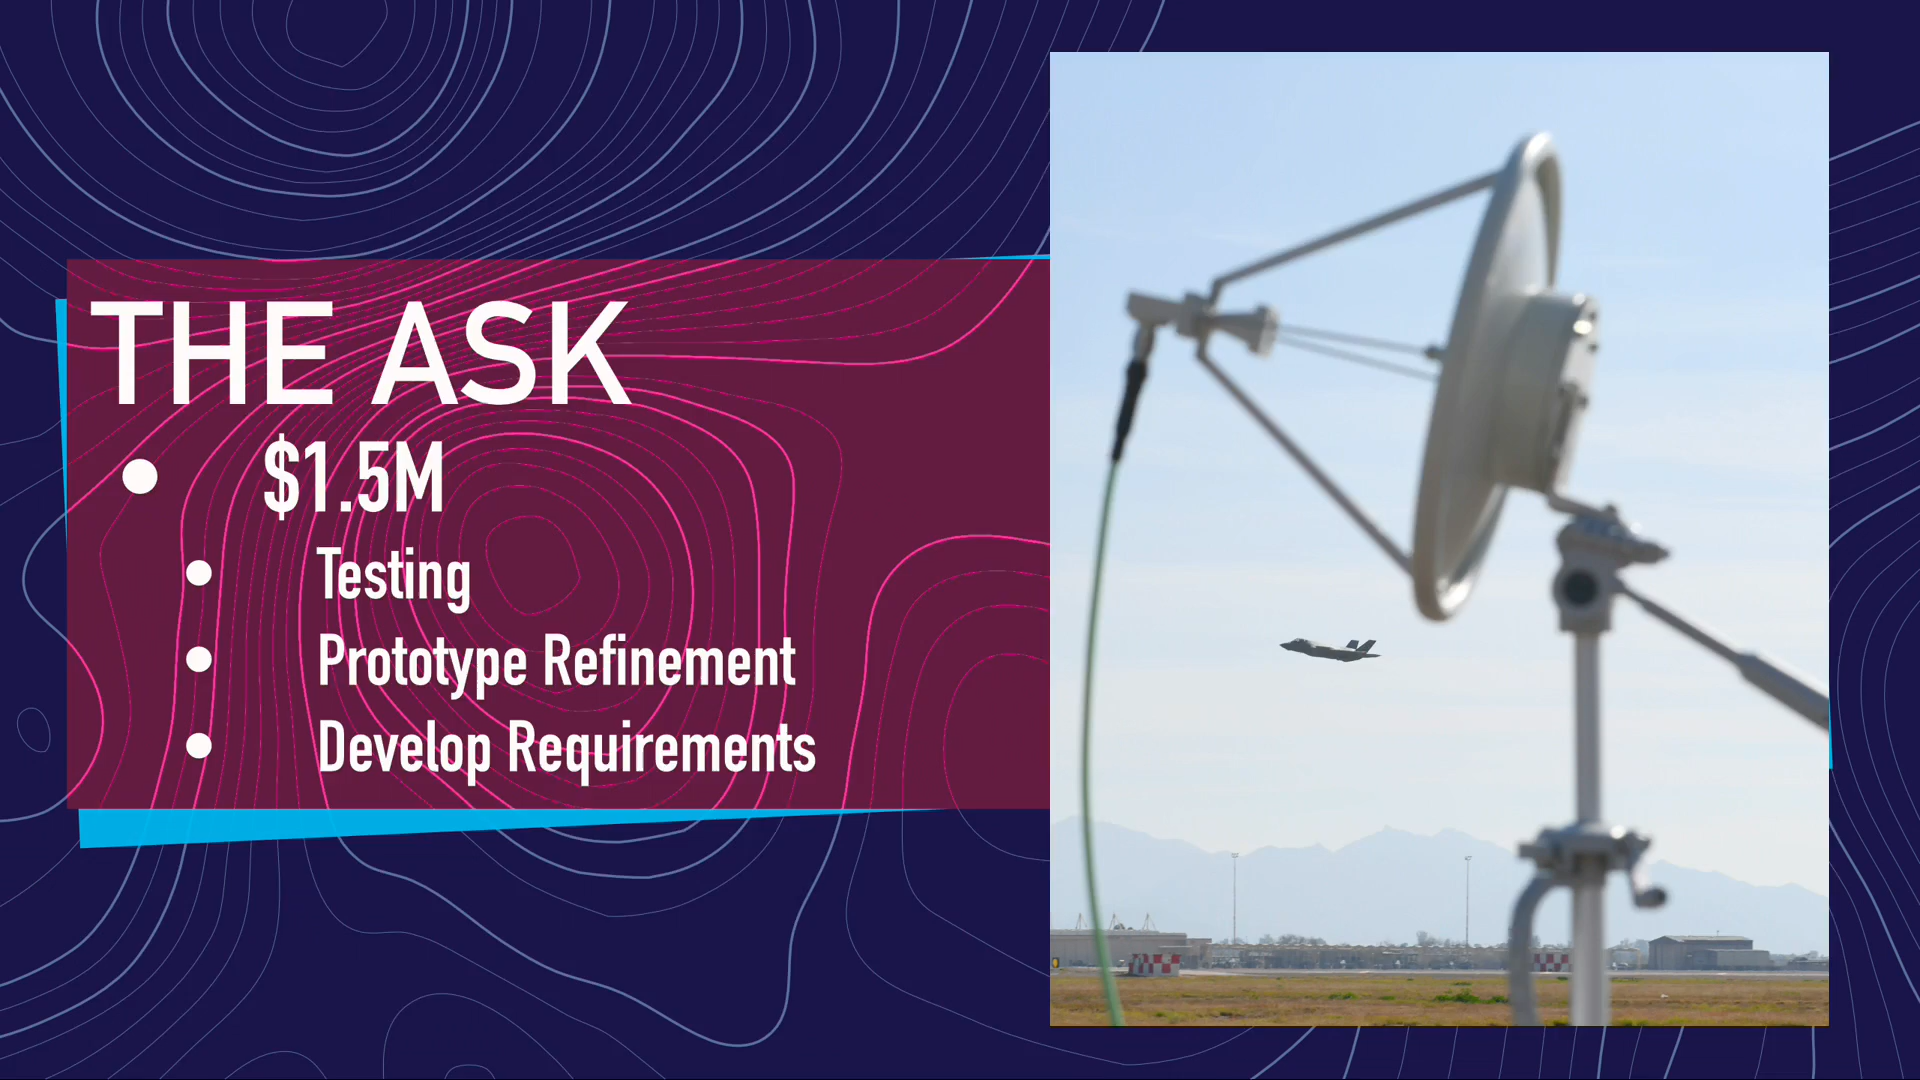 THE ASK
$1.5M
Testing
Prototype Refinement
Develop Requirements